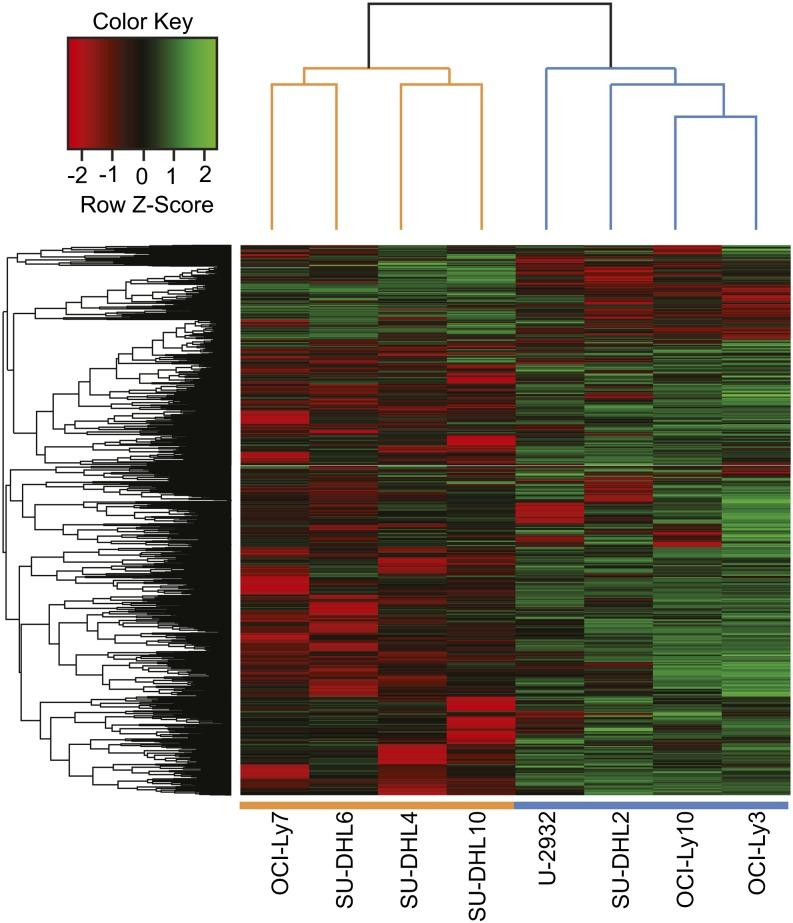 Color Key
-2 -1 0 1 2
Row Z-Score
OCI-Ly7
SU-DHL6
SU-DHL4
SU-DHL10
U-2932
SU-DHL2
OCI-Ly10
OCI-Ly3